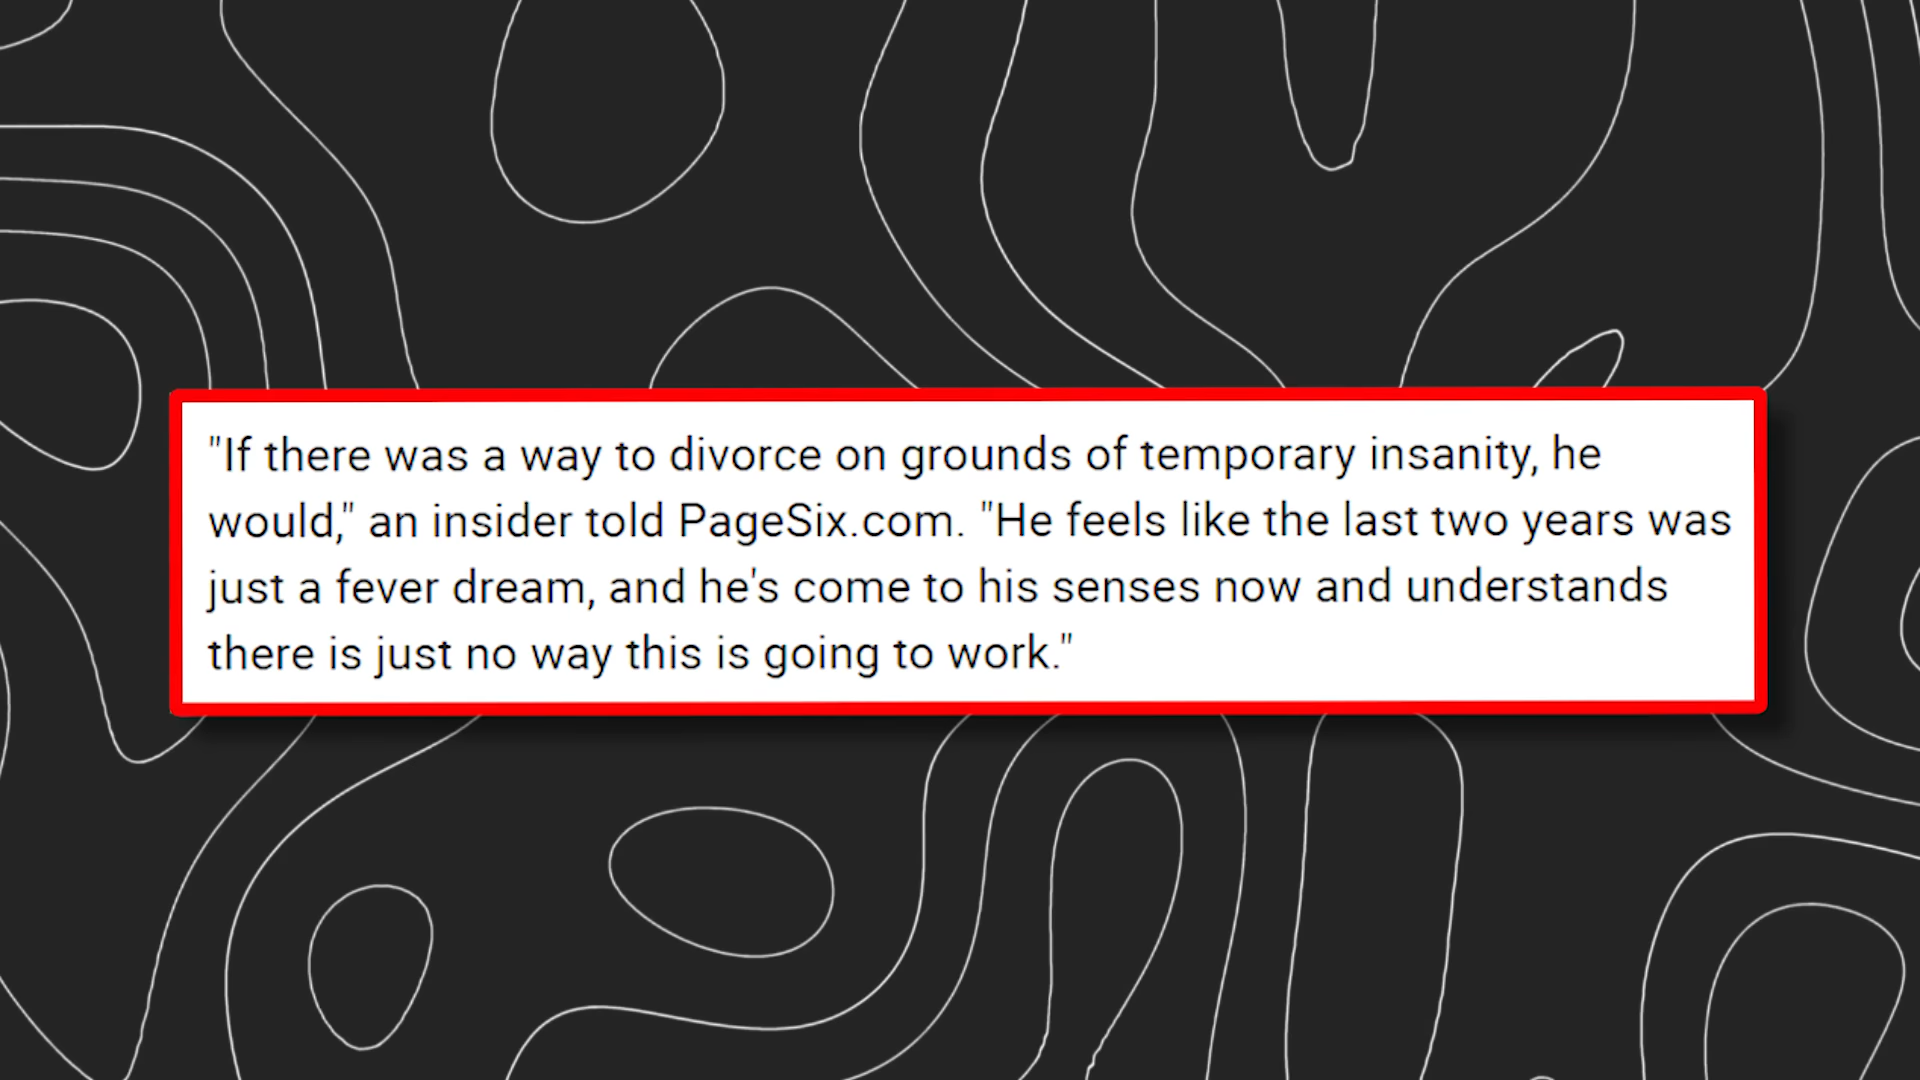 "If there was a way to divorce on grounds of temporary insanity, he
would," an insider told PageSix.com. "He feels like the last two years was
just a fever dream, and he's come to his senses now and understands
there is just no way this is going to work."